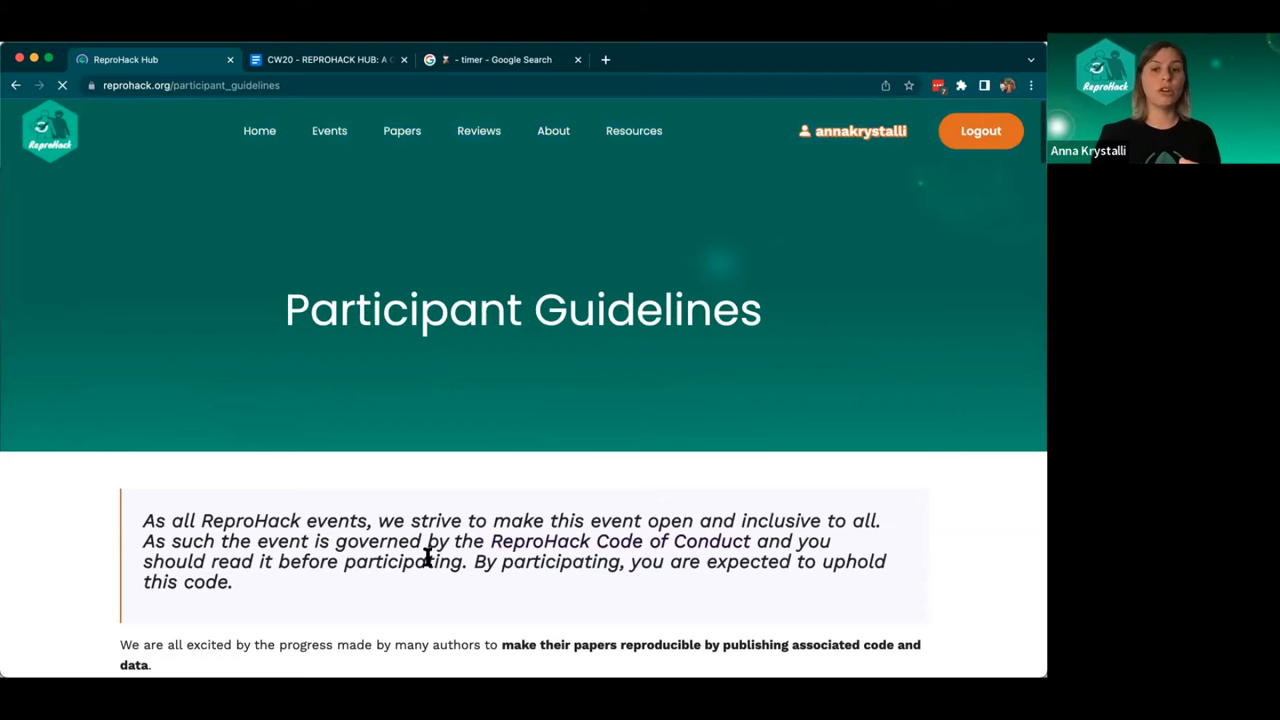 ReproHack Hub
CW20 - REPROHACK HUB: A C
- timer - Google Search
reprohack.org/participant_guidelines
ReproHack
Home
Events
Papers
Reviews
About
Resources
annakrystalli
Logout
Participant Guidelines
As all ReproHack events, we strive to make this event open and inclusive to all.
As such the event is governed by the ReproHack Code of Conduct and you
should read it before participating. By participating, you are expected to uphold
this code.
We are all excited by the progress made by many authors to make their papers reproducible by publishing associated code and
data.
ReproHack
Anna Krystalli